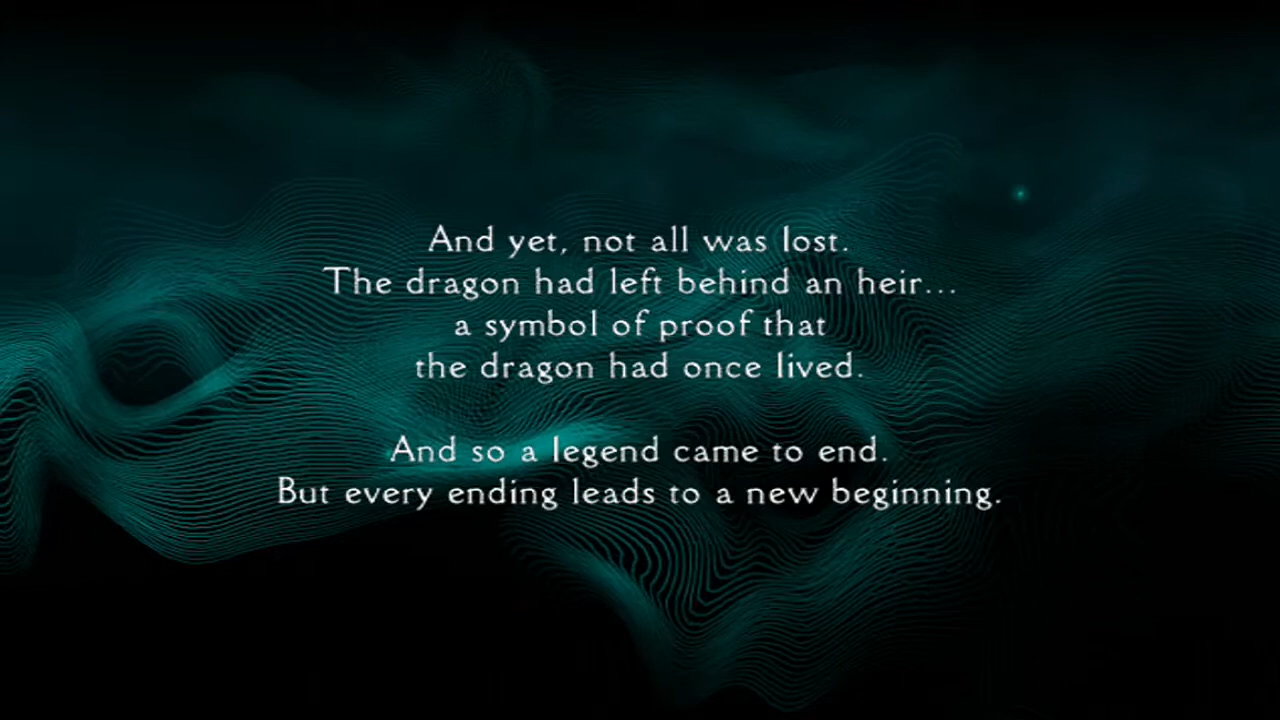 And yet, not all was lost.
The dragon had left behind an heir...
a symbol of proof that
the dragon had once lived.
And so a legend came to end.
But every ending leads to a new beginning.